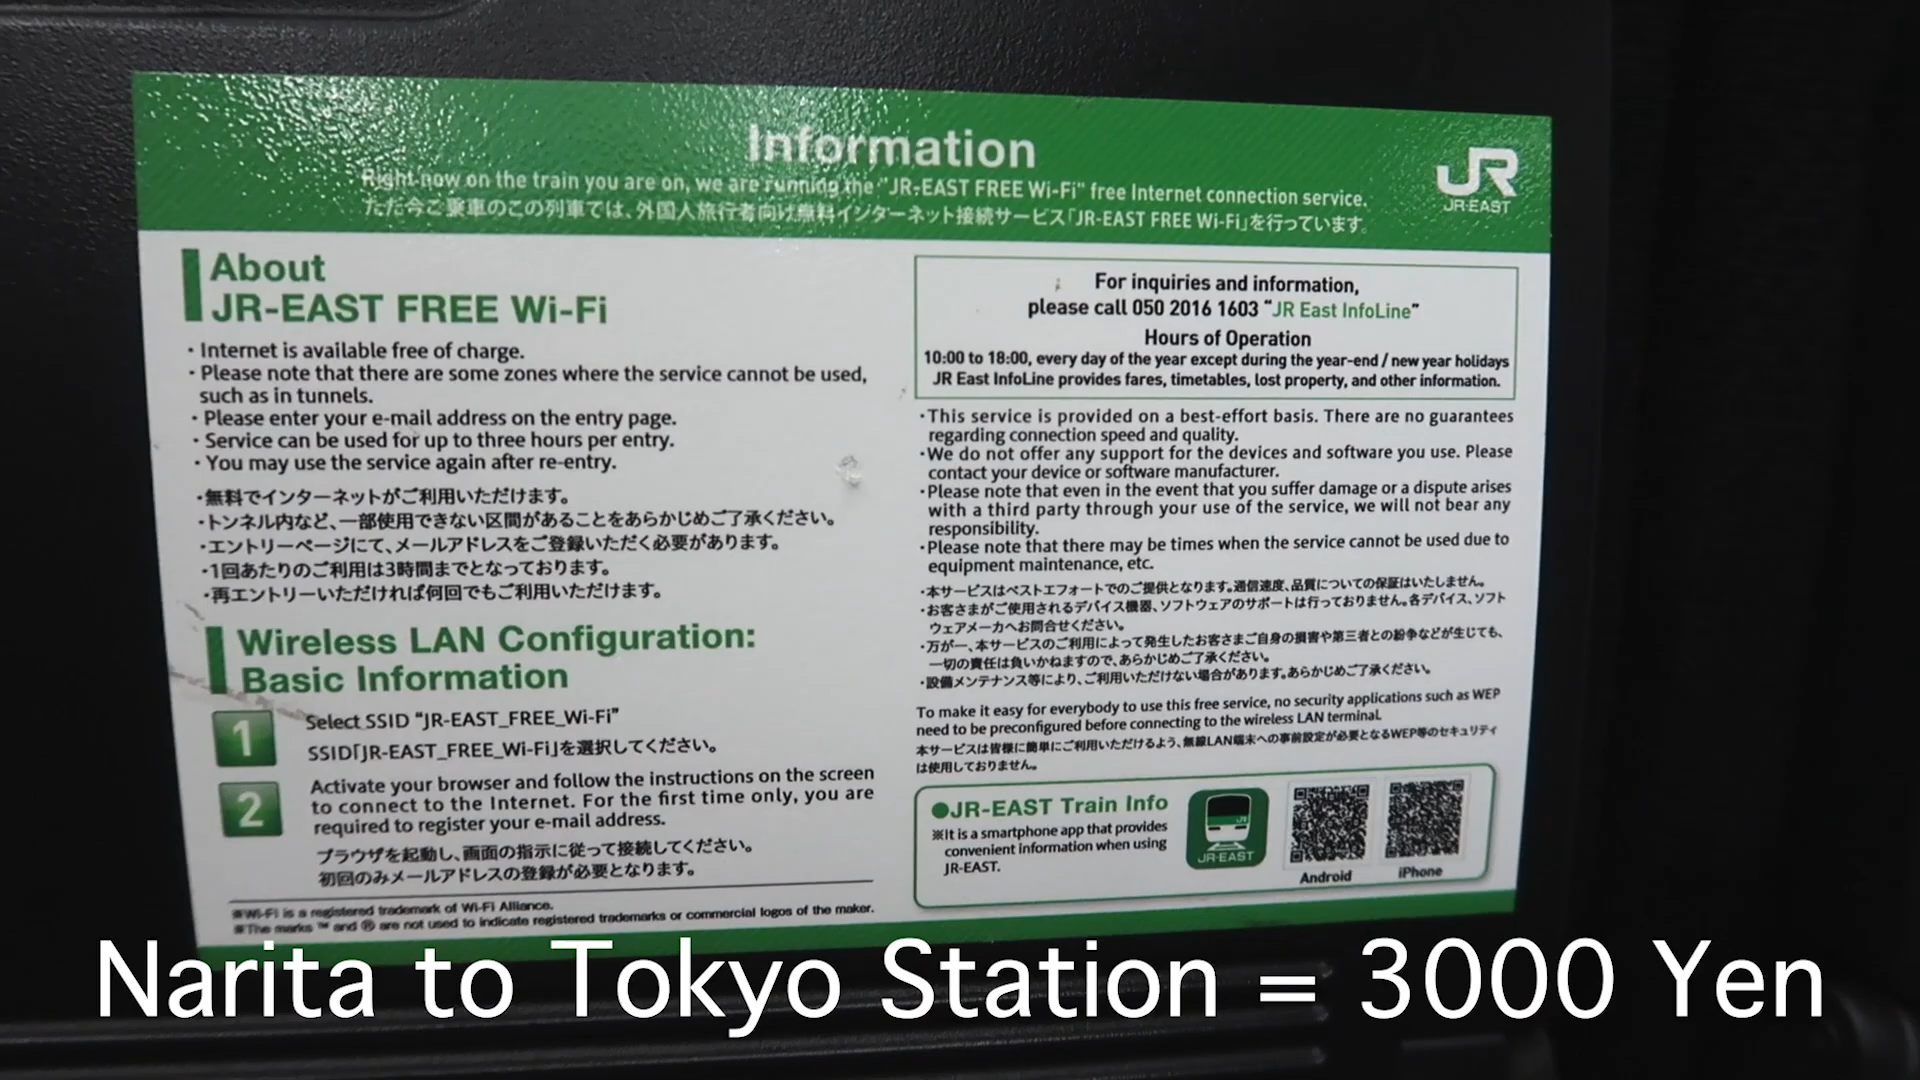 Information
Right now on the train you are on, we are running the "JR-EAST FREE Wi-Fi" free Internet connection service.
ただ今ご乗車のこの列車では、外国人旅行者向け無料インターネット接続サービス「JR-EAST FREE Wi-Fi」を行っています。
JR
JR-EAST
About
JR-EAST FREE Wi-Fi
・Internet is available free of charge.
・Please note that there are some zones where the service cannot be used,
such as in tunnels.
・Please enter your e-mail address on the entry page.
・Service can be used for up to three hours per entry.
・You may use the service again after re-entry.
・無料でインターネットがご利用いただけます。
・トンネル内など、一部使用できない区間があることをあらかじめご了承ください。
・エントリーページにて、メールアドレスをご登録いただく必要があります。
・1回あたりのご利用は3時間までとなっております。
・再エントリーいただければ何回でもご利用いただけます。
Wireless LAN Configuration:
Basic Information
1
Select SSID "JR-EAST_FREE_Wi-Fi"
SSID「JR-EAST_FREE_Wi-Fi」を選択してください。
2
Activate your browser and follow the instructions on the screen
to connect to the Internet. For the first time only, you are
required to register your e-mail address.
ブラウザを起動し、画面の指示に従って接続してください。
初回のみメールアドレスの登録が必要となります。
※Wi-Fi is a registered trademark of Wi-Fi Alliance.
※The marks ™ and ® are not used to indicate registered trademarks or commercial logos of the maker.
For inquiries and information,
please call 050 2016 1603 "JR East InfoLine"
Hours of Operation
10:00 to 18:00, every day of the year except during the year-end / new year holidays
JR East InfoLine provides fares, timetables, lost property, and other information.
・This service is provided on a best-effort basis. There are no guarantees
regarding connection speed and quality.
・We do not offer any support for the devices and software you use. Please
contact your device or software manufacturer.
・Please note that even in the event that you suffer damage or a dispute arises
with a third party through your use of the service, we will not bear any
responsibility.
・Please note that there may be times when the service cannot be used due to
equipment maintenance, etc.
・本サービスはベストエフォートでのご提供となります。通信速度、品質についての保証はいたしません。
・お客さまがご使用されるデバイス機器、ソフトウェアのサポートは行っておりません。各デバイス、ソフト
ウェアメーカへお問合せください。
・万が一、本サービスのご利用によって発生したお客さまご自身の損害や第三者との紛争などが生じても、
一切の責任は負いかねますので、あらかじめご了承ください。
・設備メンテナンス等により、ご利用いただけない場合があります。あらかじめご了承ください。
To make it easy for everybody to use this free service, no security applications such as WEP
need to be preconfigured before connecting to the wireless LAN terminal.
本サービスは皆様に簡単にご利用いただけるよう、無線LAN端末への事前設定が必要となるWEP等のセキュリティ
は使用しておりません。
●JR-EAST Train Info
※It is a smartphone app that provides
convenient information when using
JR-EAST.
JR-EAST
Android
iPhone
Narita to Tokyo Station = 3000 Yen